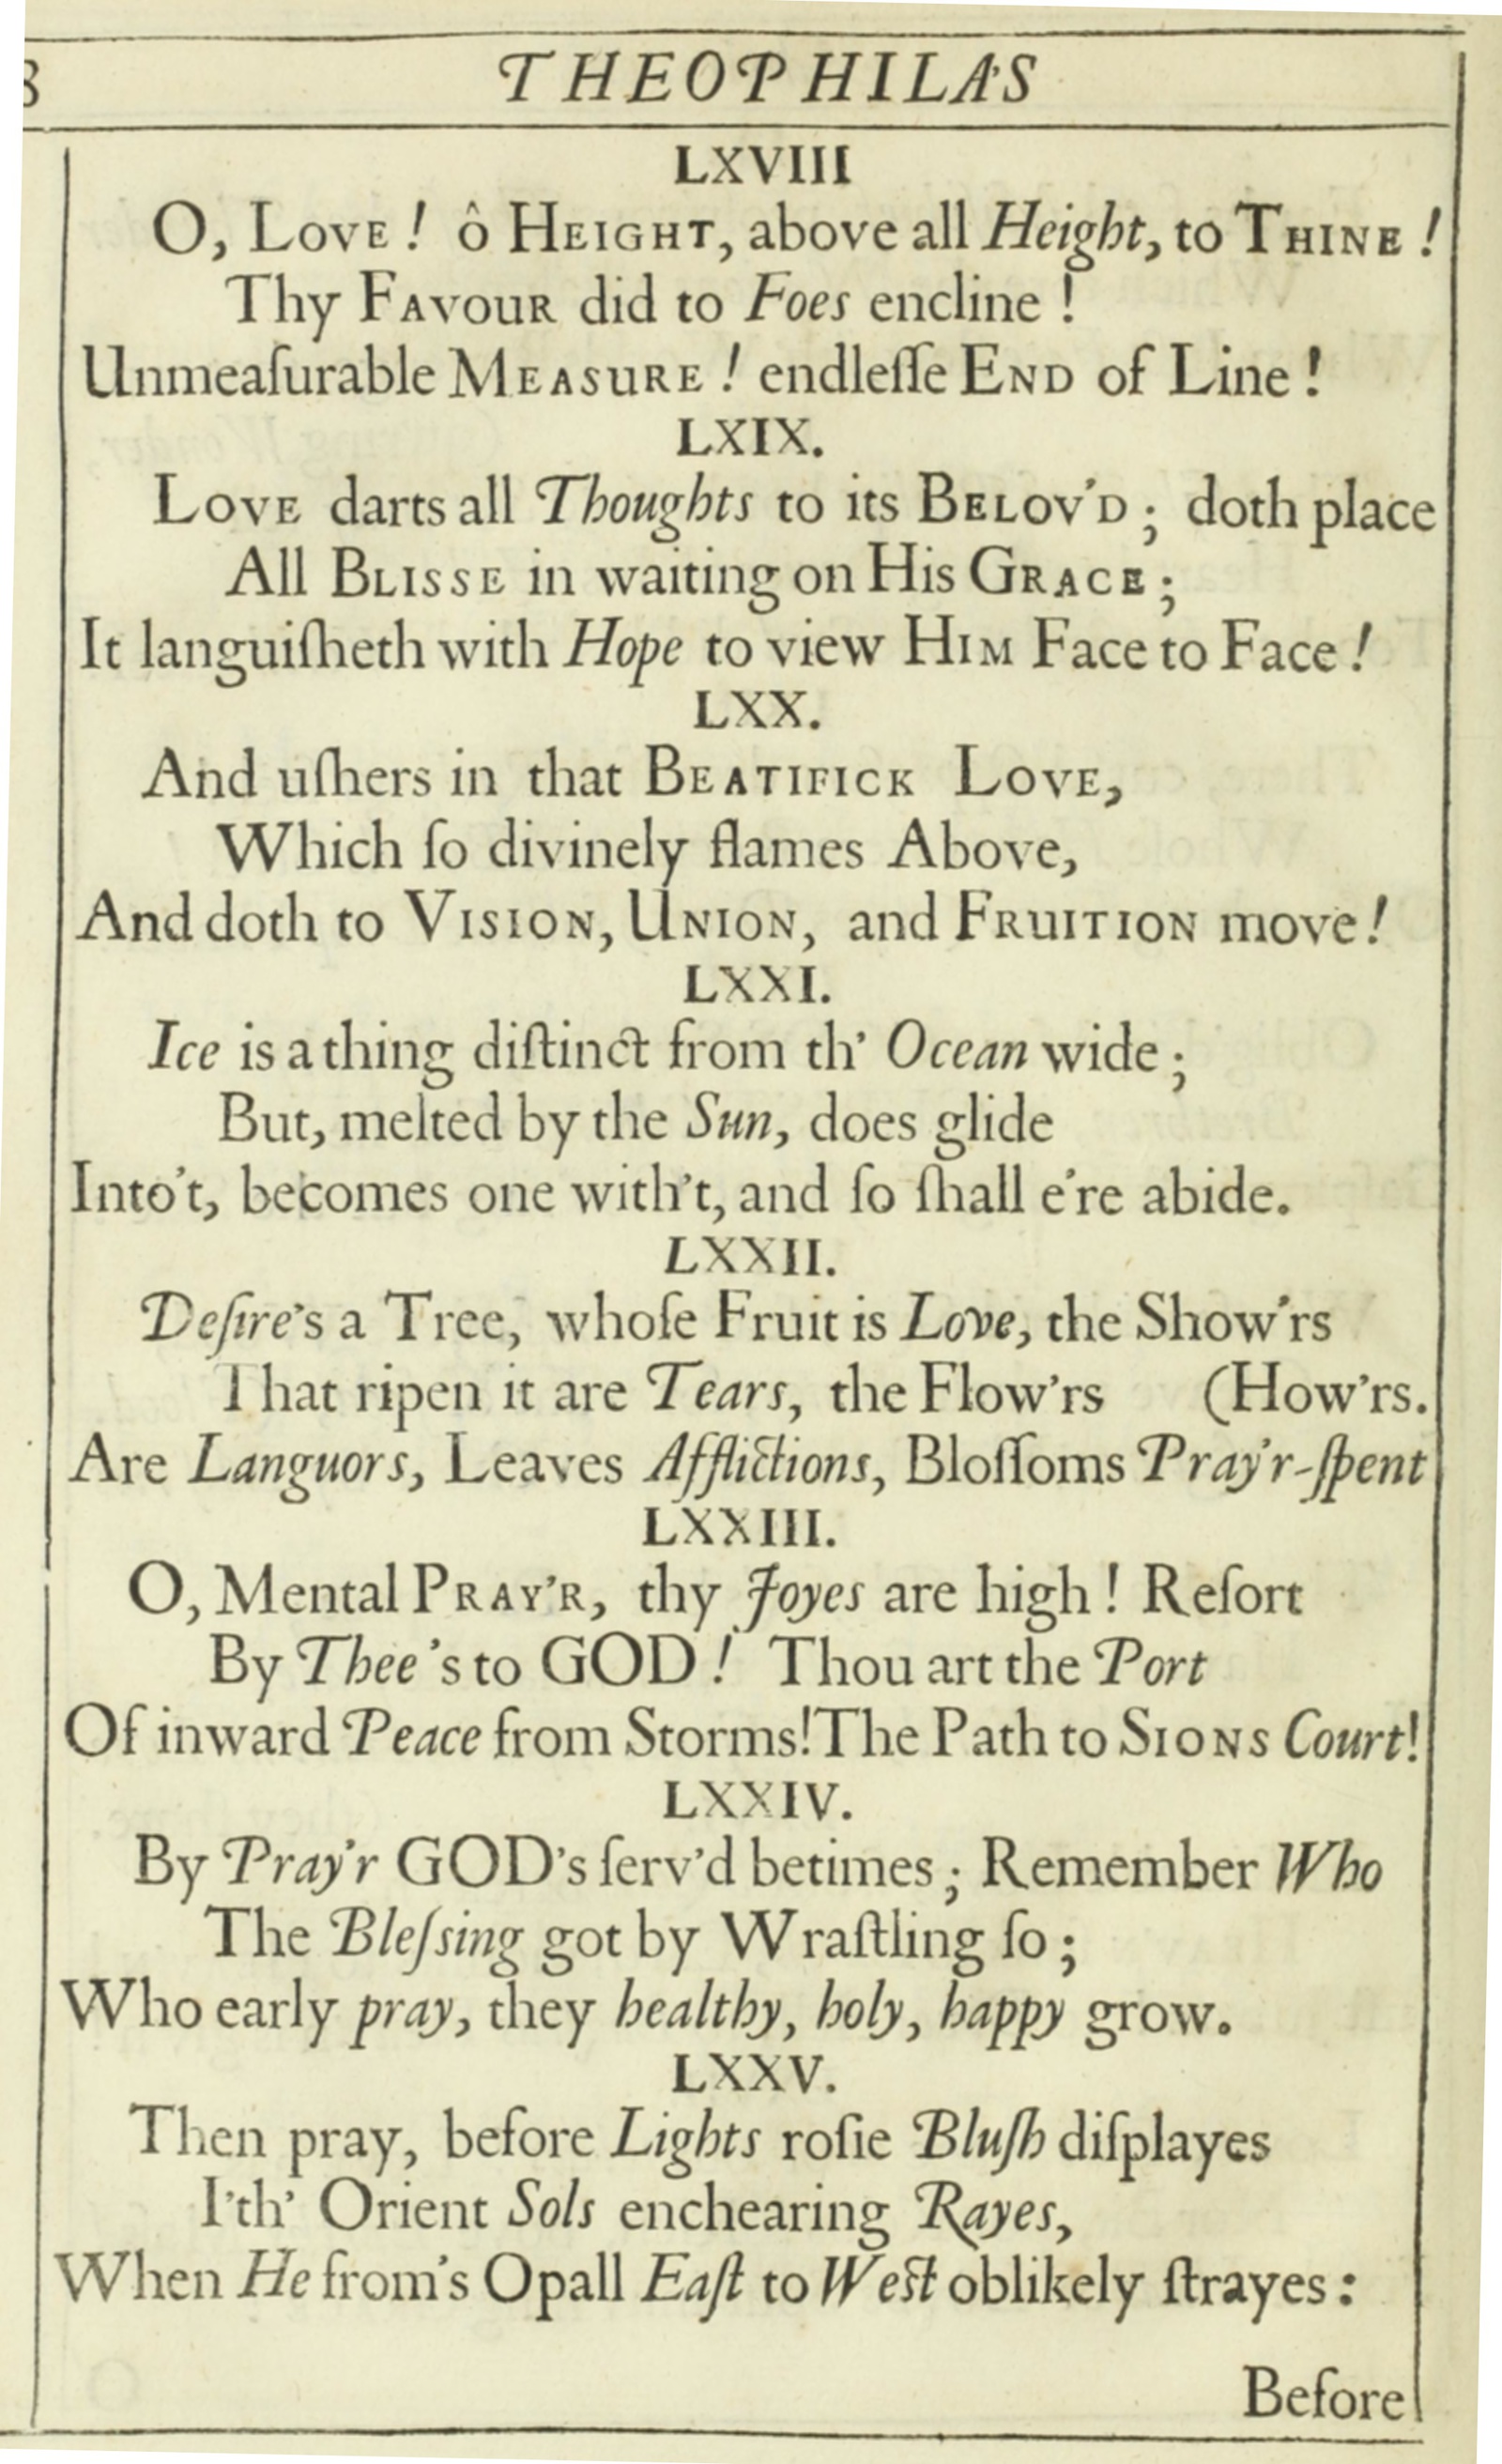 8
THEOPHILA'S
LXVIII
O, LOVE! ô HEIGHT, above all Height, to THINE!
Thy FAVOUR did to Foes encline!
Unmeaſurable MEASURE! endleſſe END of Line!
LXIX.
LOVE darts all Thoughts to its BELOV'D; doth place
All BLISSE in waiting on His GRACE;
It languiſheth with Hope to view HIM Face to Face!
LXX.
And uſhers in that BEATIFICK LOVE,
Which ſo divinely flames Above,
And doth to VISION, UNION, and FRUITION move!
LXXI.
Ice is a thing diſtinct from th' Ocean wide;
But, melted by the Sun, does glide
Into't, becomes one with't, and ſo ſhall e're abide.
LXXII.
Deſire's a Tree, whoſe Fruit is Love, the Show'rs
That ripen it are Tears, the Flow'rs (How'rs.
Are Languors, Leaves Afflictions, Bloſſoms Pray'r-ſpent
LXXIII.
O, Mental PRAY'R, thy Joyes are high! Reſort
By Thee's to GOD! Thou art the Port
Of inward Peace from Storms! The Path to SIONS Court!
LXXIV.
By Pray'r GOD's ſerv'd betimes; Remember Who
The Bleſsing got by Wraſtling ſo;
Who early pray, they healthy, holy, happy grow.
LXXV.
Then pray, before Lights roſie Bluſh diſplayes
I'th' Orient Sols enchearing Rayes,
When He from's Opall Eaſt to Weſt oblikely ſtrayes:
Before